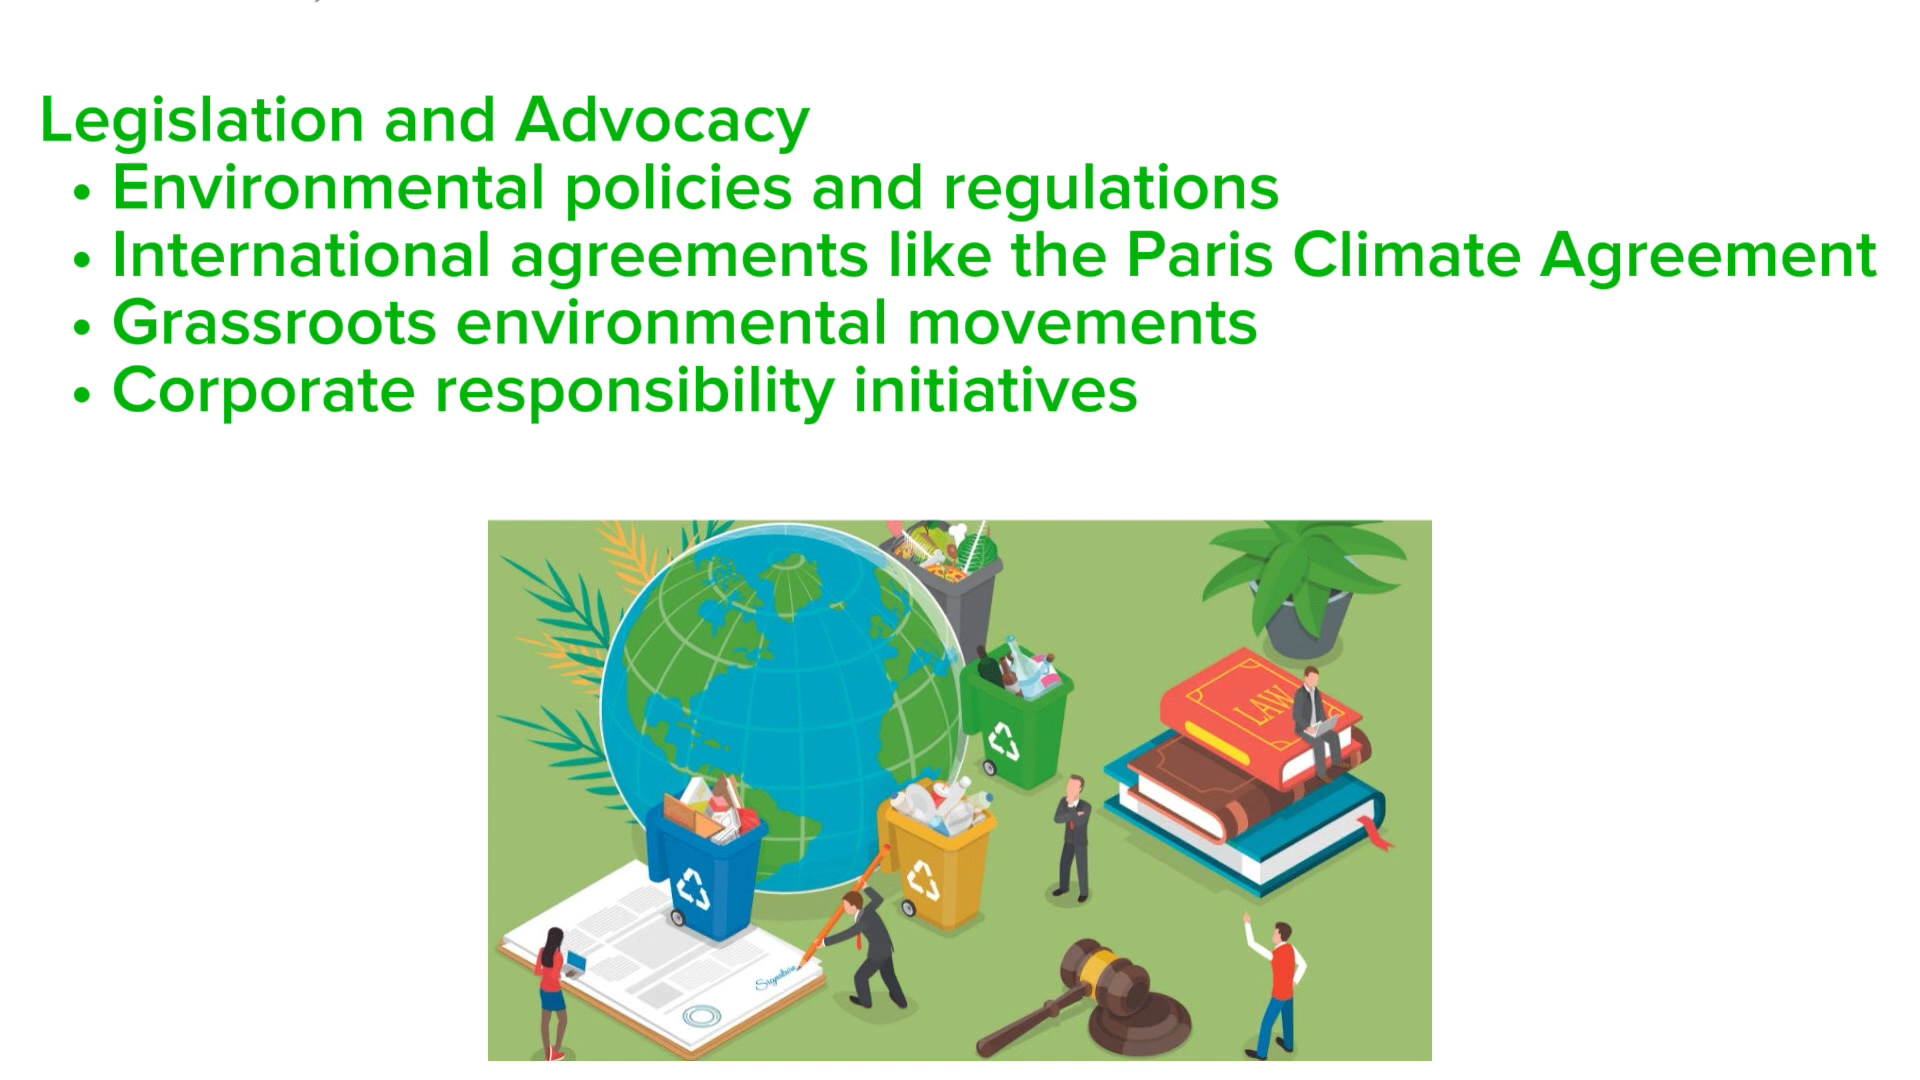 Legislation and Advocacy
• Environmental policies and regulations
• International agreements like the Paris Climate Agreement
• Grassroots environmental movements
• Corporate responsibility initiatives
LAW
Signature